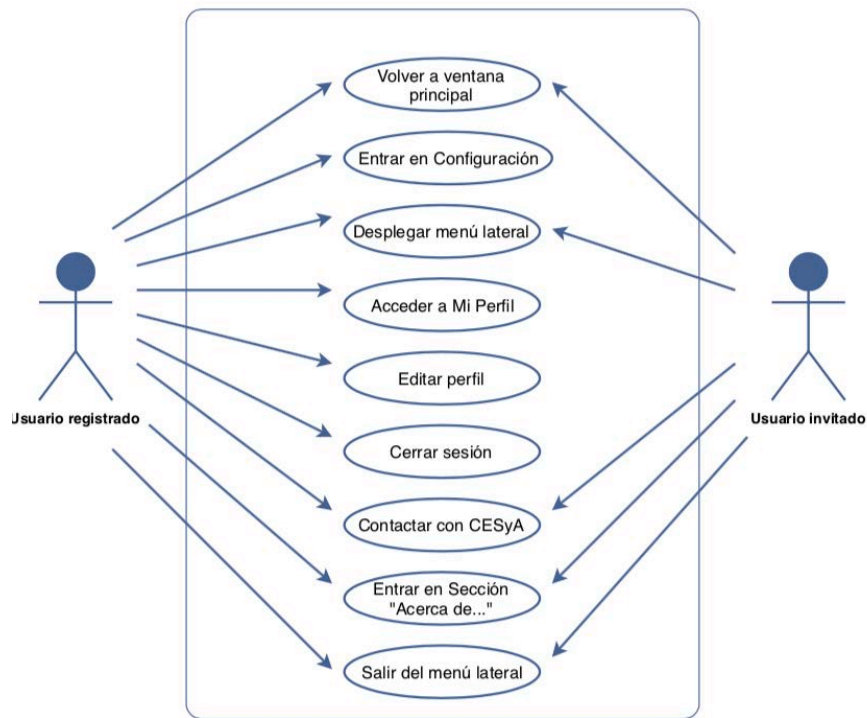 Volver a ventana
principal
Entrar en Configuración
Desplegar menú lateral
Acceder a Mi Perfil
Editar perfil
Usuario registrado
Usuario invitado
Cerrar sesión
Contactar con CESyA
Entrar en Sección
"Acerca de..."
Salir del menú lateral